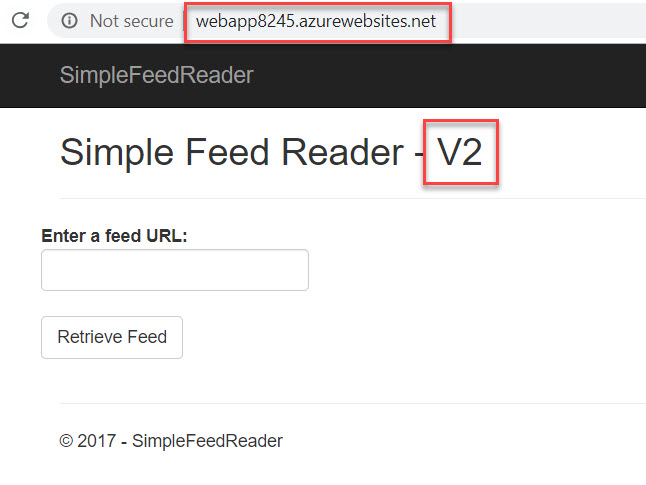 Not secure webapp8245.azurewebsites.net
SimpleFeedReader
Simple Feed Reader - V2
Enter a feed URL:
Retrieve Feed
© 2017 - SimpleFeedReader